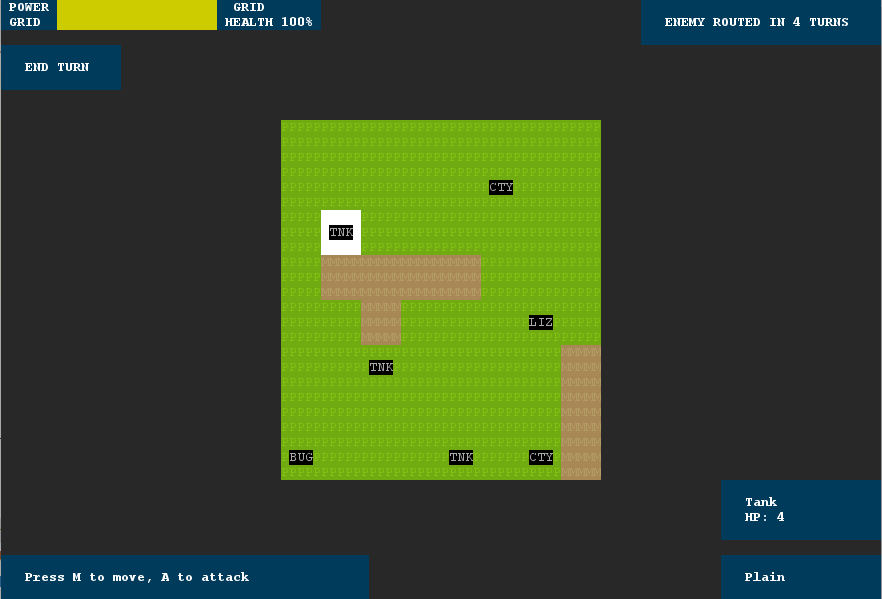 POWER GRID
GRID HEALTH 100%
ENEMY ROUTED IN 4 TURNS
END TURN
CTY
TNK
LIZ
TNK
BUG TNK CTY
Tank
HP: 4
Press M to move, A to attack
Plain